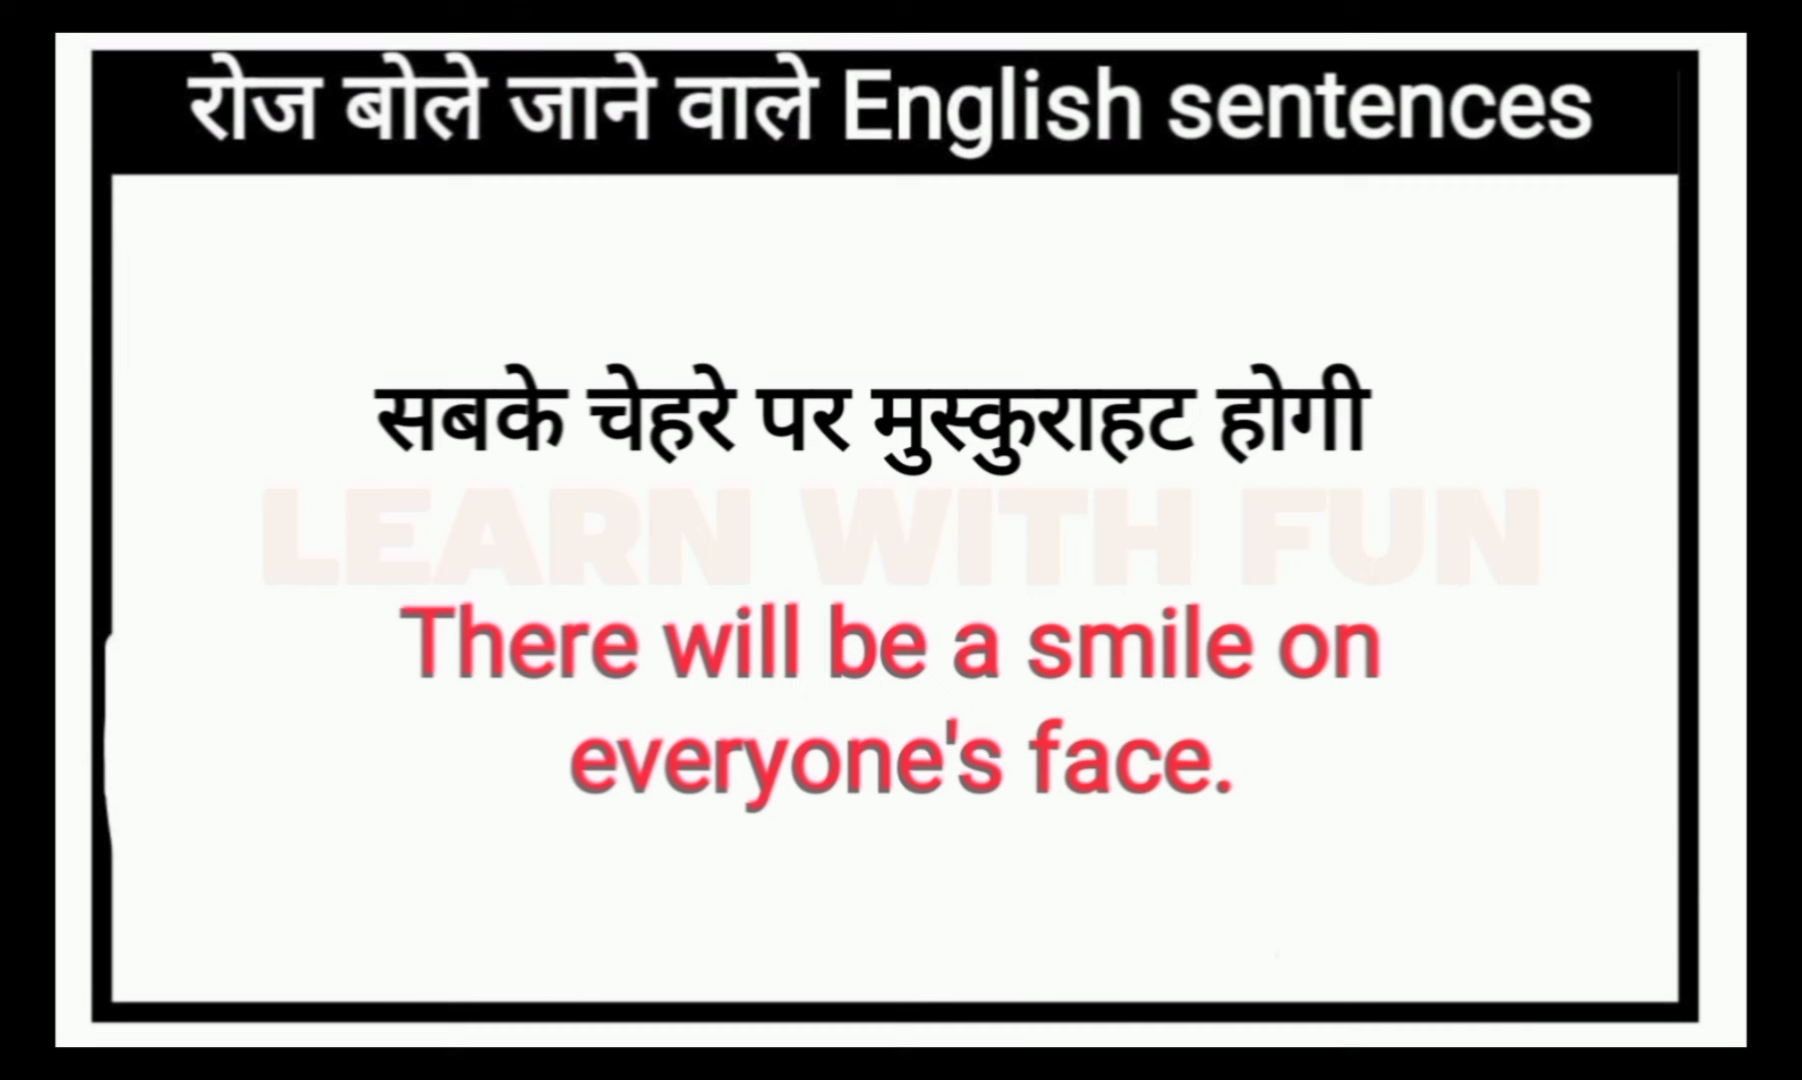 रोज बोले जाने वाले English sentences
सबके चेहरे पर मुस्कुराहट होगी
LEARN WITH FUN
There will be a smile on
everyone's face.